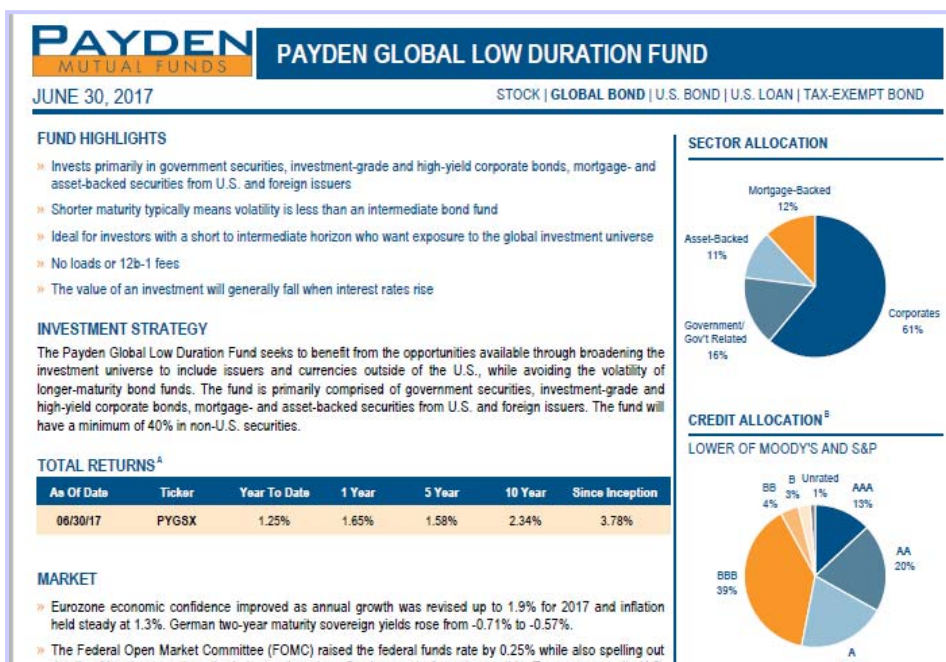 PAYDEN
MUTUAL FUNDS
PAYDEN GLOBAL LOW DURATION FUND
JUNE 30, 2017
STOCK | GLOBAL BOND | U.S. BOND | U.S. LOAN | TAX-EXEMPT BOND
FUND HIGHLIGHTS
» Invests primarily in government securities, investment-grade and high-yield corporate bonds, mortgage- and
asset-backed securities from U.S. and foreign issuers
» Shorter maturity typically means volatility is less than an intermediate bond fund
» Ideal for investors with a short to intermediate horizon who want exposure to the global investment universe
» No loads or 12b-1 fees
» The value of an investment will generally fall when interest rates rise
INVESTMENT STRATEGY
The Payden Global Low Duration Fund seeks to benefit from the opportunities available through broadening the
investment universe to include issuers and currencies outside of the U.S., while avoiding the volatility of
longer-maturity bond funds. The fund is primarily comprised of government securities, investment-grade and
high-yield corporate bonds, mortgage- and asset-backed securities from U.S. and foreign issuers. The fund will
have a minimum of 40% in non-U.S. securities.
TOTAL RETURNS A
As Of Date Ticker Year To Date 1 Year 5 Year 10 Year Since Inception
06/30/17 PYGSX 1.25% 1.65% 1.58% 2.34% 3.78%
MARKET
» Eurozone economic confidence improved as annual growth was revised up to 1.9% for 2017 and inflation
held steady at 1.3%. German two-year maturity sovereign yields rose from -0.71% to -0.57%.
» The Federal Open Market Committee (FOMC) raised the federal funds rate by 0.25% while also spelling out
SECTOR ALLOCATION
Mortgage-Backed
12%
Asset-Backed
11%
Government/
Gov't Related
16%
Corporates
61%
CREDIT ALLOCATION B
LOWER OF MOODY'S AND S&P
BB
4%
B
3%
Unrated
1%
AAA
13%
AA
20%
BBB
39%
A